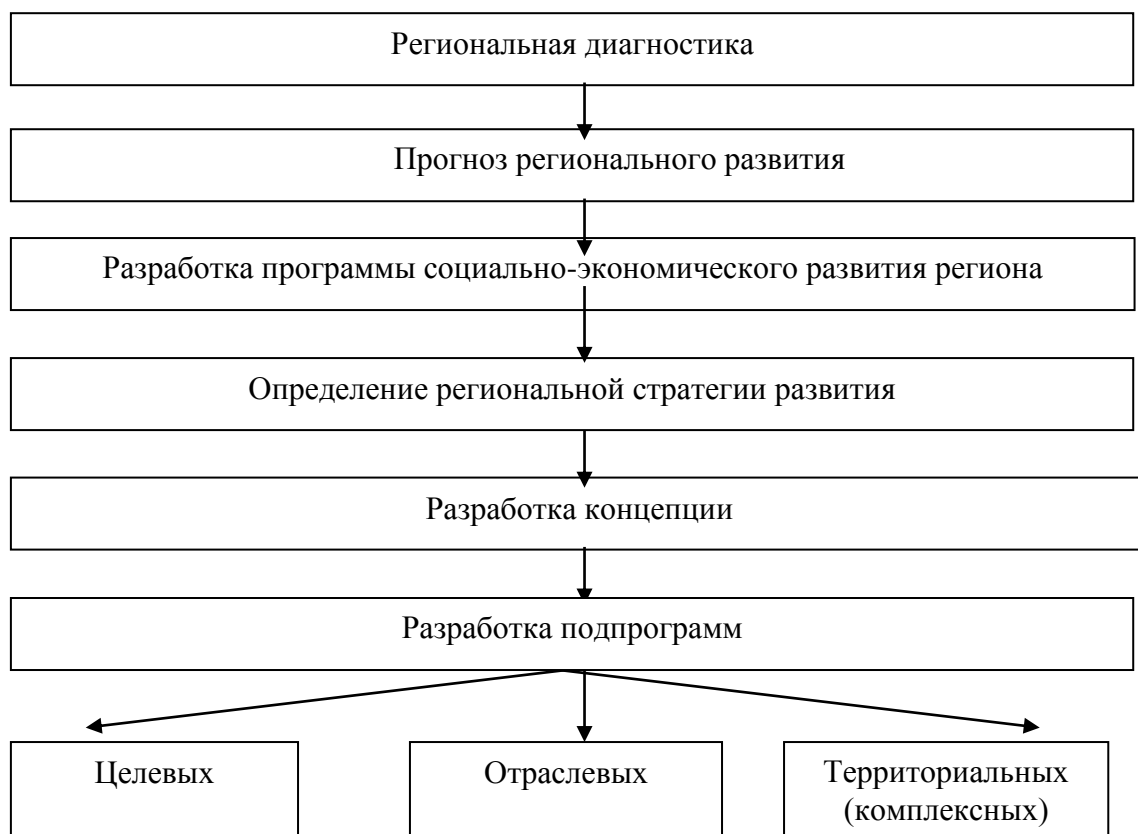 Региональная диагностика
Прогноз регионального развития
Разработка программы социально-экономического развития региона
Определение региональной стратегии развития
Разработка концепции
Разработка подпрограмм
Целевых
Отраслевых
Территориальных
(комплексных)